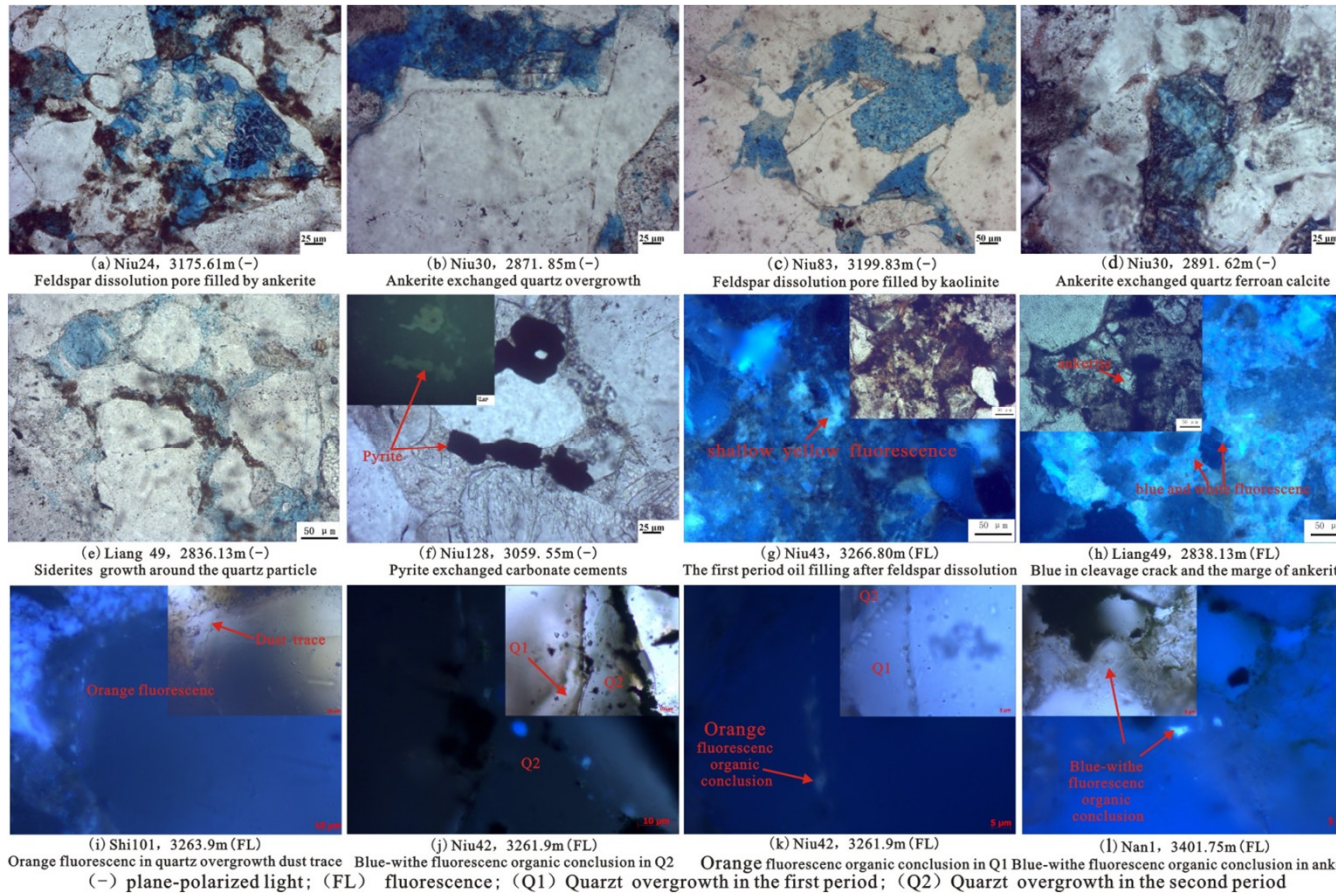 25 μm
25 μm
50 μm
25 μm
(a) Niu24, 3175.61m (-)
Feldspar dissolution pore filled by ankerite
(b) Niu30, 2871. 85m (-)
Ankerite exchanged quartz overgrowth
(c) Niu83, 3199.83m (-)
Feldspar dissolution pore filled by kaolinite
(d) Niu30, 2891. 62m (-)
Ankerite exchanged quartz ferroan calcite
Pyrite
shallow yellow fluorescence
ankerite
blue and white fluorescenc
50 μm
25 μm
50 μm
50 μm
(e) Liang 49, 2836.13m (-)
Siderites growth around the quartz particle
(f) Niu128, 3059. 55m (-)
Pyrite exchanged carbonate cements
(g) Niu43, 3266.80m (FL)
The first period oil filling after feldspar dissolution
(h) Liang49, 2838.13m (FL)
Blue in cleavage crack and the marge of ankerit
Dust trace
Orange fluorescenc
Q1
Q2
Q2
10 μm
Q2
Q1
Orange
fluorescenc
organic
conclusion
5 μm
Blue-withe
fluorescenc
organic
conclusion
(i) Shi101, 3263.9m (FL)
Orange fluorescenc in quartz overgrowth dust trace
(j) Niu42, 3261.9m (FL)
Blue-withe fluorescenc organic conclusion in Q2
(k) Niu42, 3261.9m (FL)
Orange fluorescenc organic conclusion in Q1
(l) Nan1, 3401.75m (FL)
Blue-withe fluorescenc organic conclusion in ank
(-) plane-polarized light; (FL) fluorescence; (Q1) Quarzt overgrowth in the first period; (Q2) Quarzt overgrowth in the second period